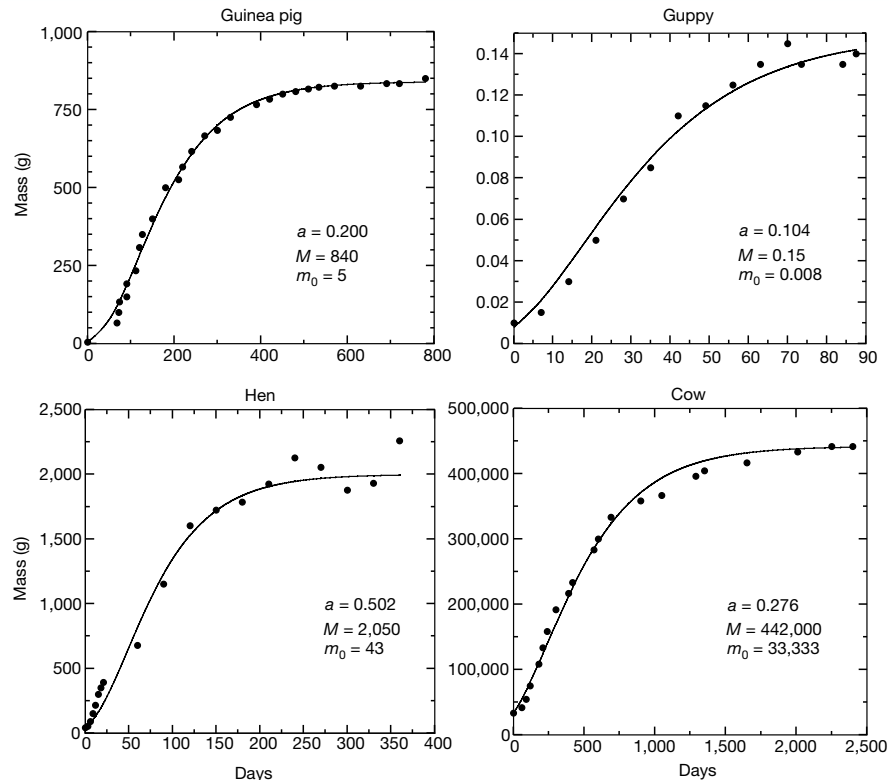 Guinea pig
1,000
750
500
250
0
Mass (g)
200
400
600
800
a = 0.200
M = 840
m0 = 5
Guppy
0.14
0.12
0.10
0.08
0.06
0.04
0.02
0
0
10
20
30
40
50
60
70
80
90
a = 0.104
M = 0.15
m0 = 0.008
Hen
2,500
2,000
1,500
1,000
500
0
Mass (g)
0
50
100
150
200
250
300
350
400
Days
a = 0.502
M = 2,050
m0 = 43
Cow
500,000
400,000
300,000
200,000
100,000
0
0
500
1,000
1,500
2,000
2,500
Days
a = 0.276
M = 442,000
m0 = 33,333